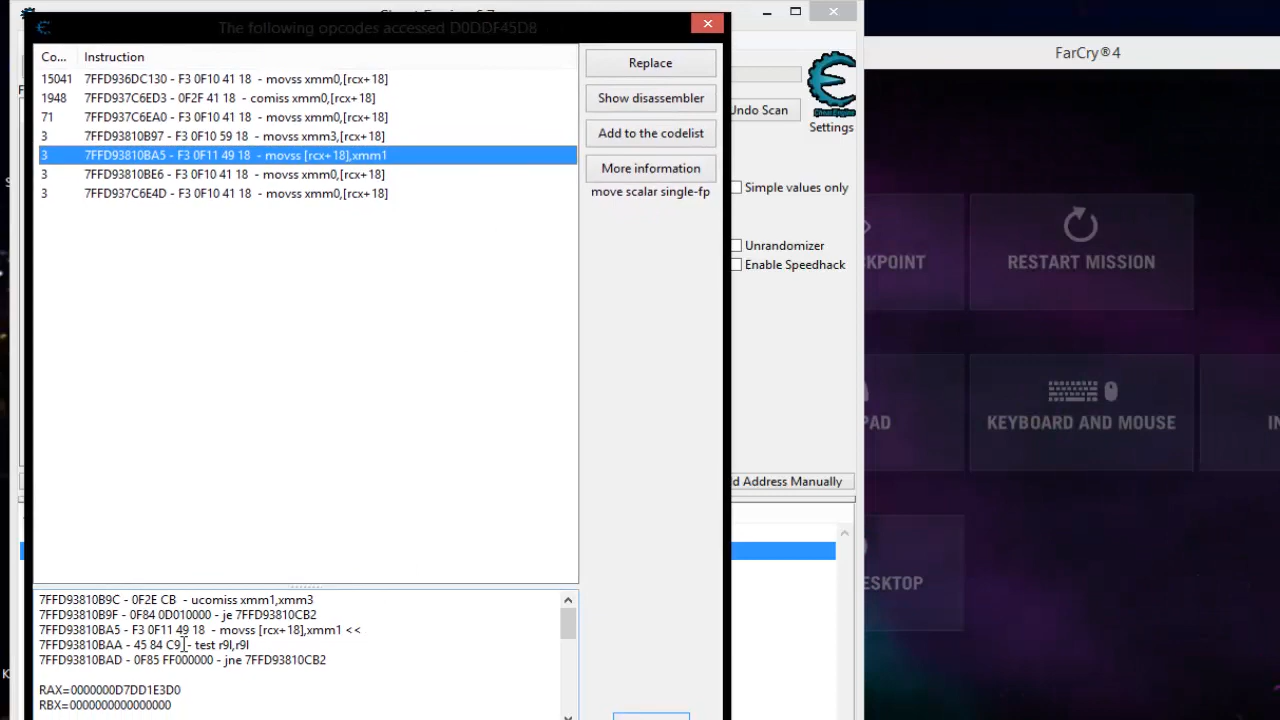 The following opcodes accessed D0DDF45D8
FarCry®4
Co... Instruction
15041 7FFD936DC130 - F3 0F10 41 18 - movss xmm0,[rcx+18]
1948 7FFD937C6ED3 - 0F2F 41 18 - comiss xmm0,[rcx+18]
71 7FFD937C6EA0 - F3 0F10 41 18 - movss xmm0,[rcx+18]
3 7FFD93810B97 - F3 0F10 59 18 - movss xmm3,[rcx+18]
3 7FFD93810BA5 - F3 0F11 49 18 - movss [rcx+18],xmm1
3 7FFD93810BE6 - F3 0F10 41 18 - movss xmm0,[rcx+18]
3 7FFD937C6E4D - F3 0F10 41 18 - movss xmm0,[rcx+18]
Replace
Show disassembler
Add to the codelist
More information
move scalar single-fp
Undo Scan
Cheat Engine
Settings
Simple values only
Unrandomizer
Enable Speedhack
d Address Manually
KPOINT
RESTART MISSION
PAD
KEYBOARD AND MOUSE
IN
ESKTOP
7FFD93810B9C - 0F2E CB - ucomiss xmm1,xmm3
7FFD93810B9F - 0F84 0D010000 - je 7FFD93810CB2
7FFD93810BA5 - F3 0F11 49 18 - movss [rcx+18],xmm1 <<
7FFD93810BAA - 45 84 C9 - test r9l,r9l
7FFD93810BAD - 0F85 FF000000 - jne 7FFD93810CB2
RAX=0000000D7DD1E3D0
RBX=0000000000000000